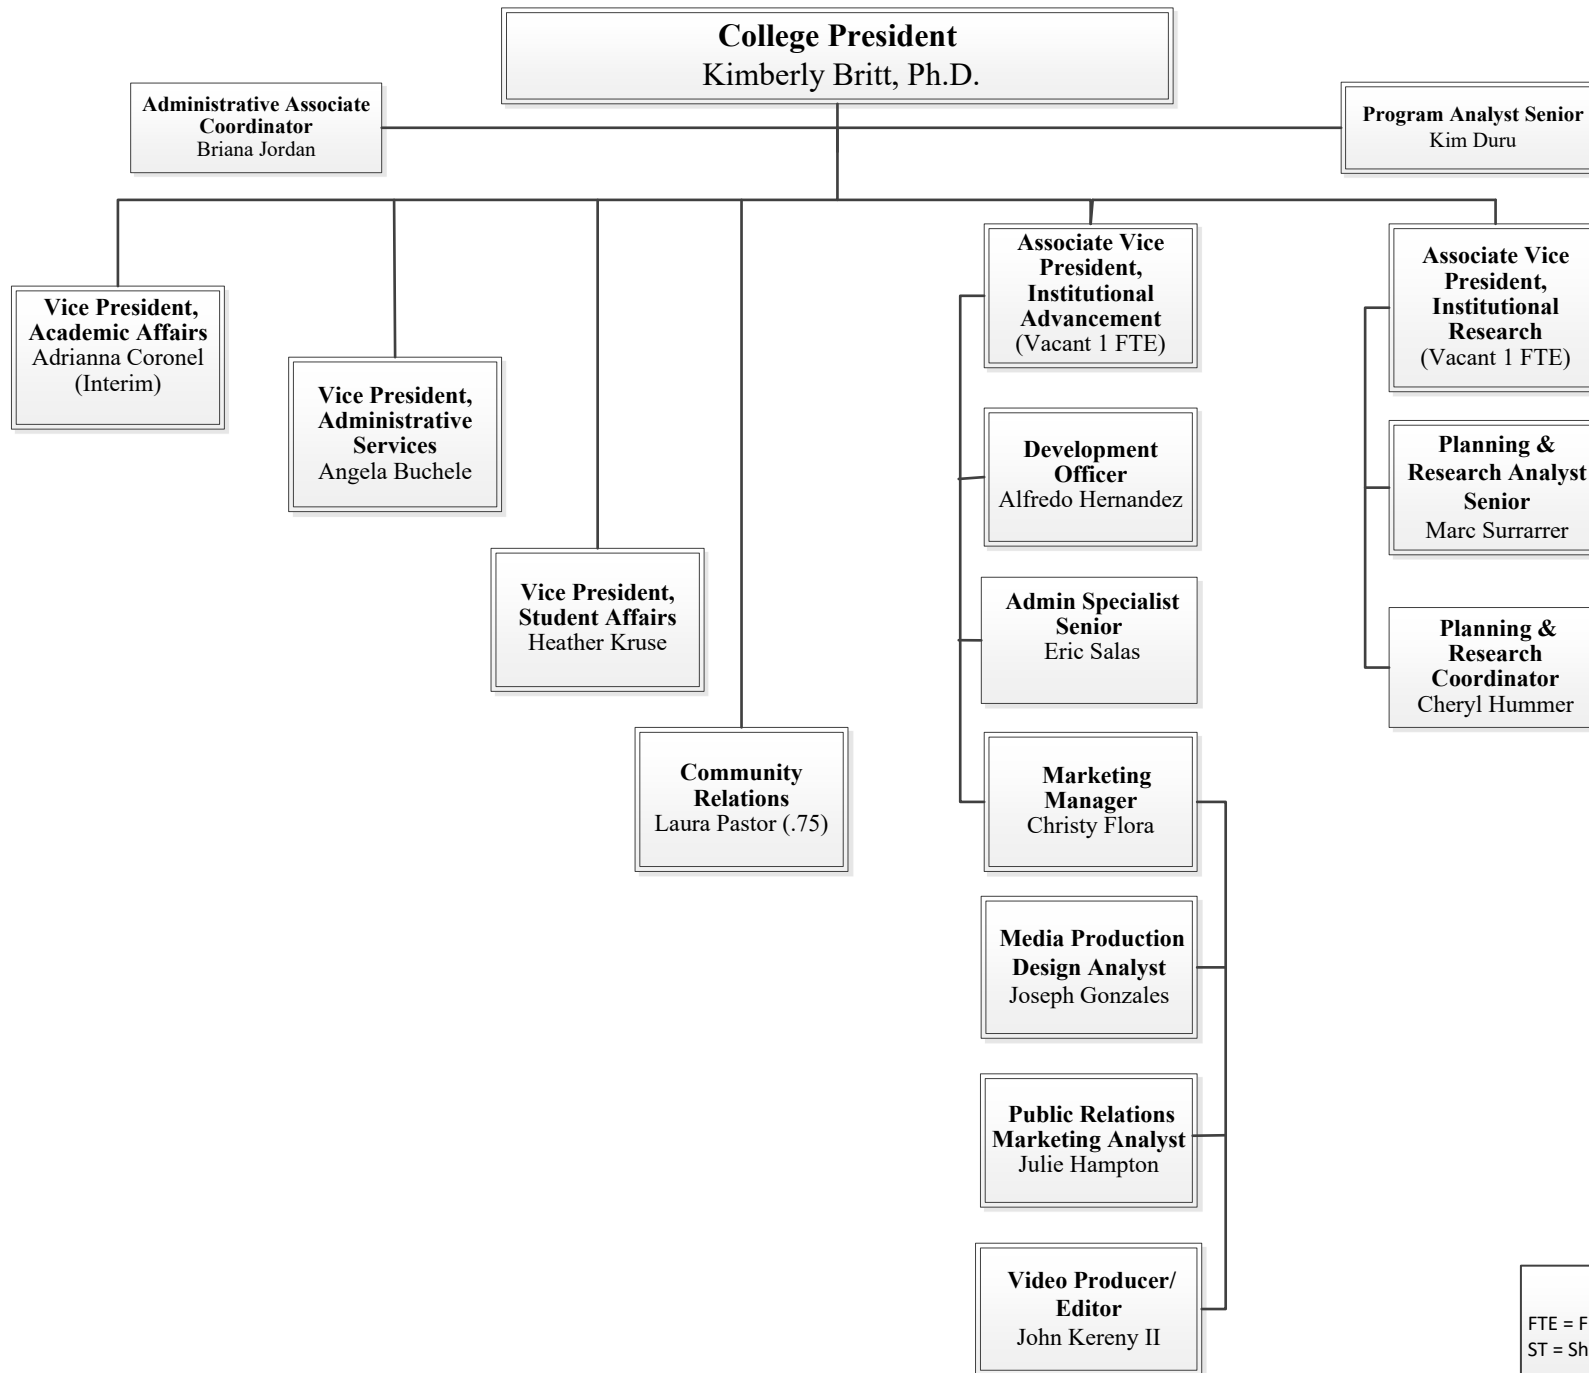 College President
Kimberly Britt, Ph.D.
Administrative Associate
Coordinator
Briana Jordan
Program Analyst Senior
Kim Duru
Vice President,
Academic Affairs
Adrianna Coronel
(Interim)
Vice President,
Administrative
Services
Angela Buchele
Vice President,
Student Affairs
Heather Kruse
Community
Relations
Laura Pastor (.75)
Associate Vice
President,
Institutional
Advancement
(Vacant 1 FTE)
Development
Officer
Alfredo Hernandez
Admin Specialist
Senior
Eric Salas
Marketing
Manager
Christy Flora
Media Production
Design Analyst
Joseph Gonzales
Public Relations
Marketing Analyst
Julie Hampton
Video Producer/
Editor
John Kereny II
Associate Vice
President,
Institutional
Research
(Vacant 1 FTE)
Planning &
Research Analyst
Senior
Marc Surrarrer
Planning &
Research
Coordinator
Cheryl Hummer
FTE = F
ST = Sh